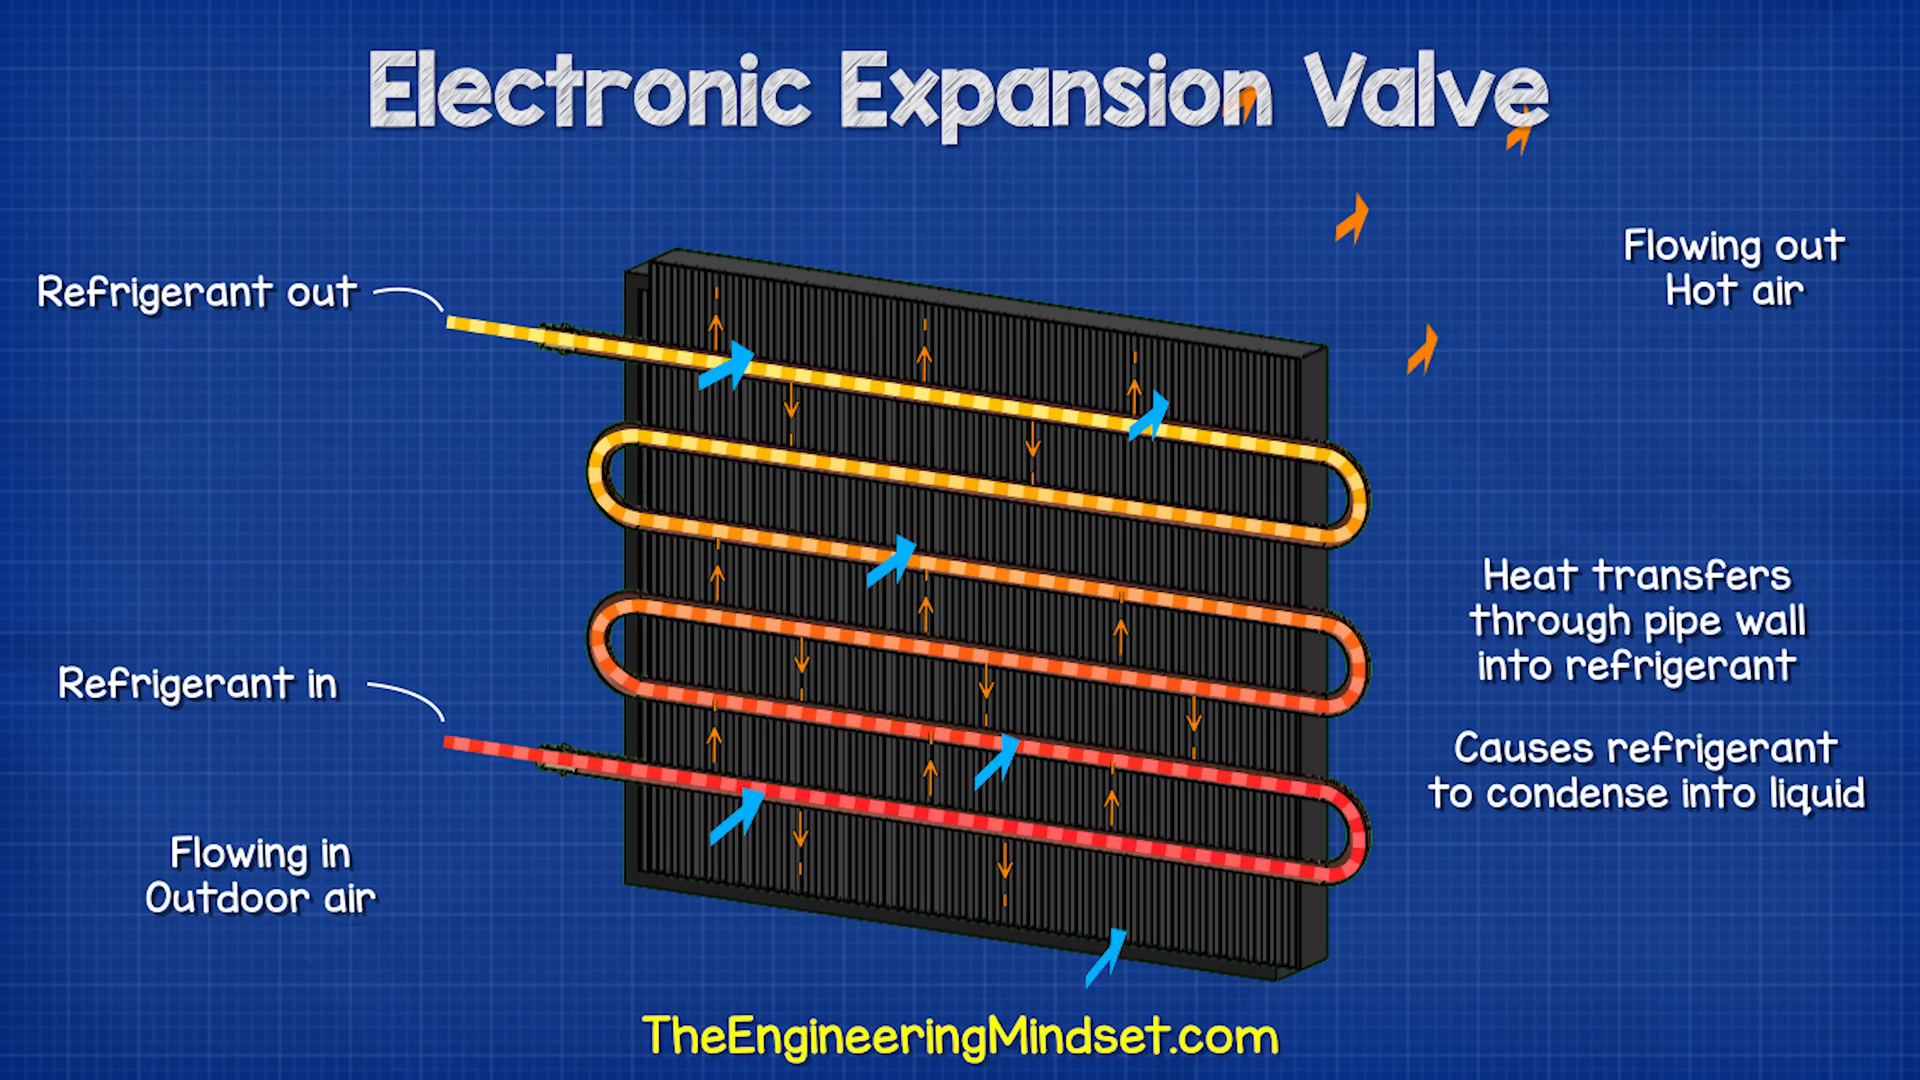 Electronic Expansion Valve
Flowing out
Hot air
Refrigerant out
Heat transfers
through pipe wall
into refrigerant
Refrigerant in
Causes refrigerant
to condense into liquid
Flowing in
Outdoor air
TheEngineeringMindset.com